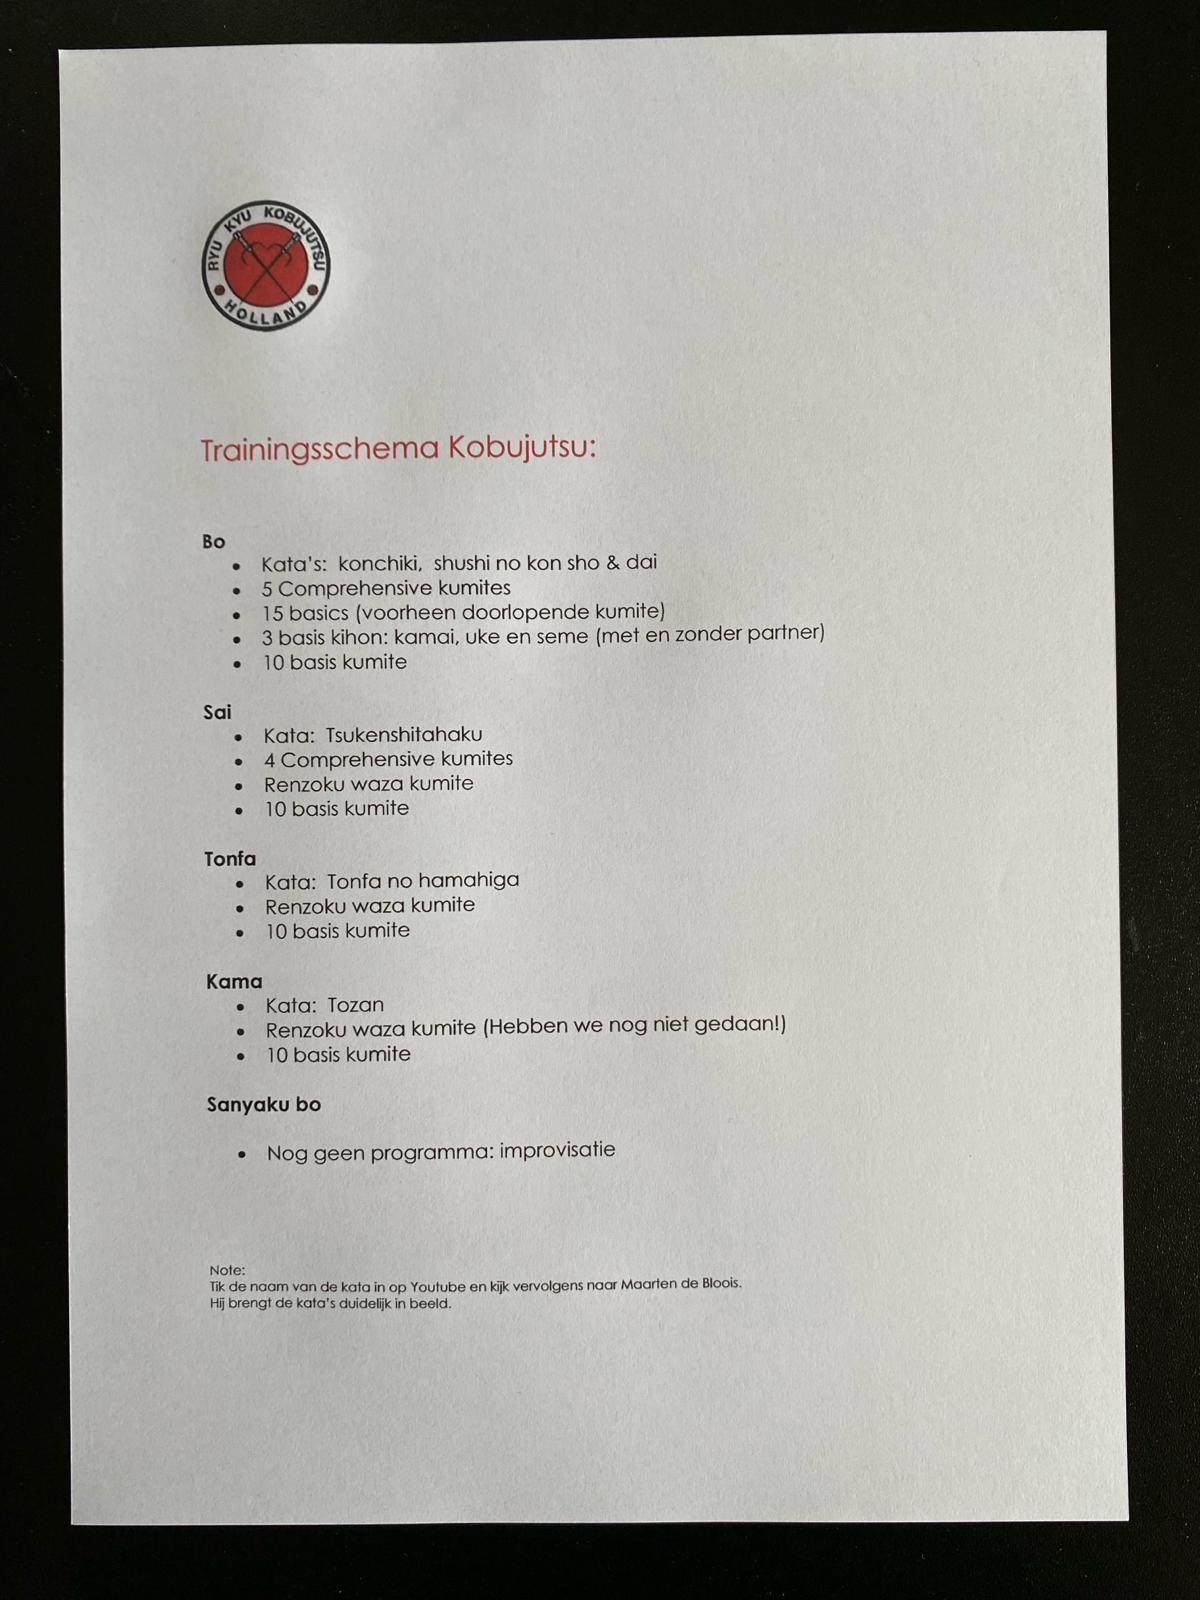 RYU KYU KOBUJUTSU
HOLLAND
Trainingsschema Kobujutsu:
Bo
• Kata's: konchiki, shushi no kon sho & dai
• 5 Comprehensive kumites
• 15 basics (voorheen doorlopende kumite)
• 3 basis kihon: kamai, uke en seme (met en zonder partner)
• 10 basis kumite
Sai
• Kata: Tsukenshitahaku
• 4 Comprehensive kumites
• Renzoku waza kumite
• 10 basis kumite
Tonfa
• Kata: Tonfa no hamahiga
• Renzoku waza kumite
• 10 basis kumite
Kama
• Kata: Tozan
• Renzoku waza kumite (Hebben we nog niet gedaan!)
• 10 basis kumite
Sanyaku bo
• Nog geen programma: improvisatie
Note:
Tik de naam van de kata in op Youtube en kijk vervolgens naar Maarten de Bloois.
Hij brengt de kata's duidelijk in beeld.